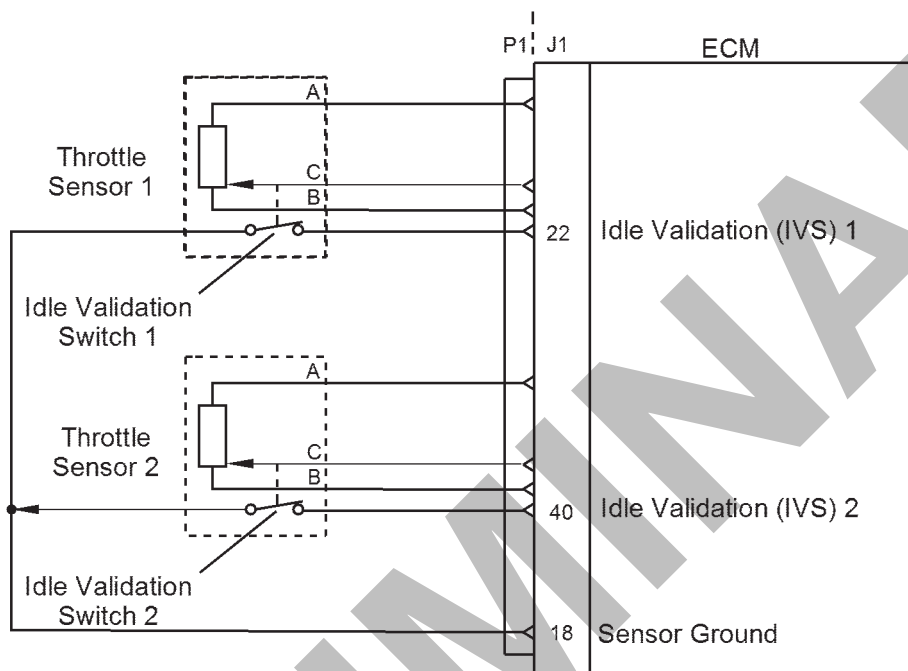 P1 J1
ECM
A
Throttle
Sensor 1
C
B
22 Idle Validation (IVS) 1
Idle Validation
Switch 1
A
Throttle
Sensor 2
C
B
40 Idle Validation (IVS) 2
Idle Validation
Switch 2
18 Sensor Ground
MINA